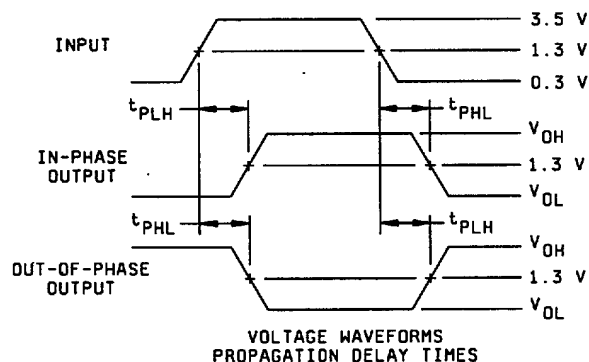 3.5 V
INPUT
1.3 V
0.3 V
tPLH
tPHL
VOH
IN-PHASE
OUTPUT
1.3 V
VOL
tPHL
tPLH
VOH
OUT-OF-PHASE
OUTPUT
1.3 V
VOL
VOLTAGE WAVEFORMS
PROPAGATION DELAY TIMES